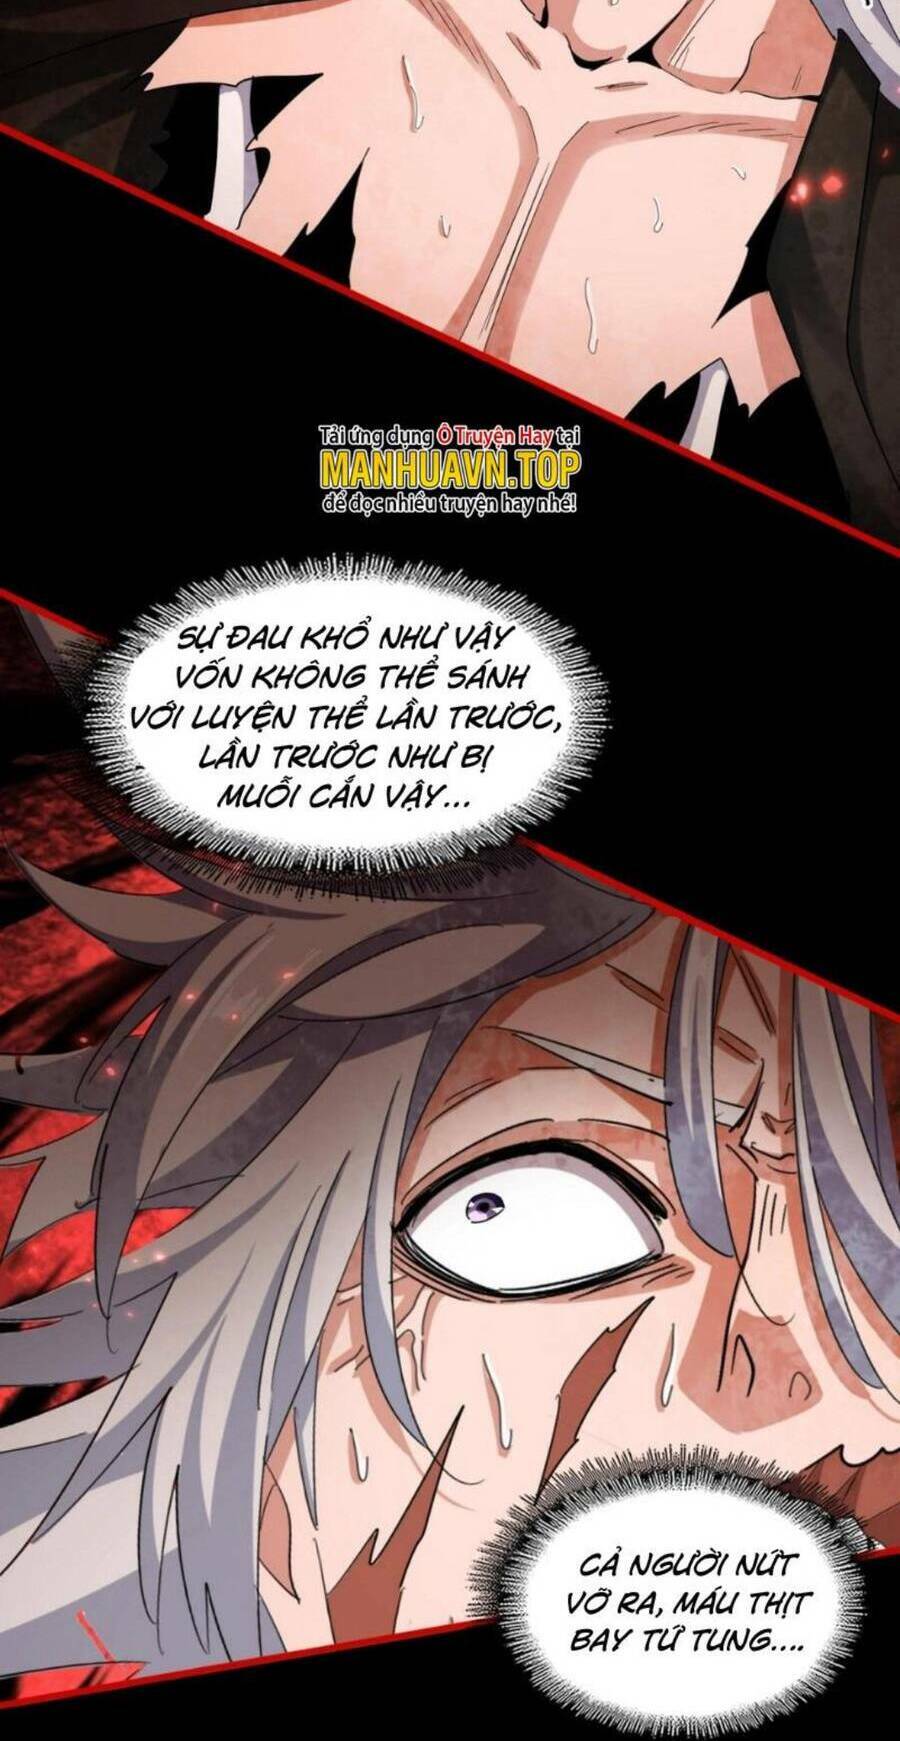 Tải ứng dụng Ô Truyện Hay tại
MANHUAVN.TOP
để đọc nhiều truyện hay nhé!
SỰ ĐAU KHỔ NHƯ VẬY
VỐN KHÔNG THỂ SÁNH
VỚI LUYỆN THỂ LẦN TRƯỚC,
LẦN TRƯỚC NHƯ BỊ
MUỖI CẮN VẬY...
CẢ NGƯỜI NỨT
VỠ RA, MÁU THỊT
BAY TỨ TUNG....